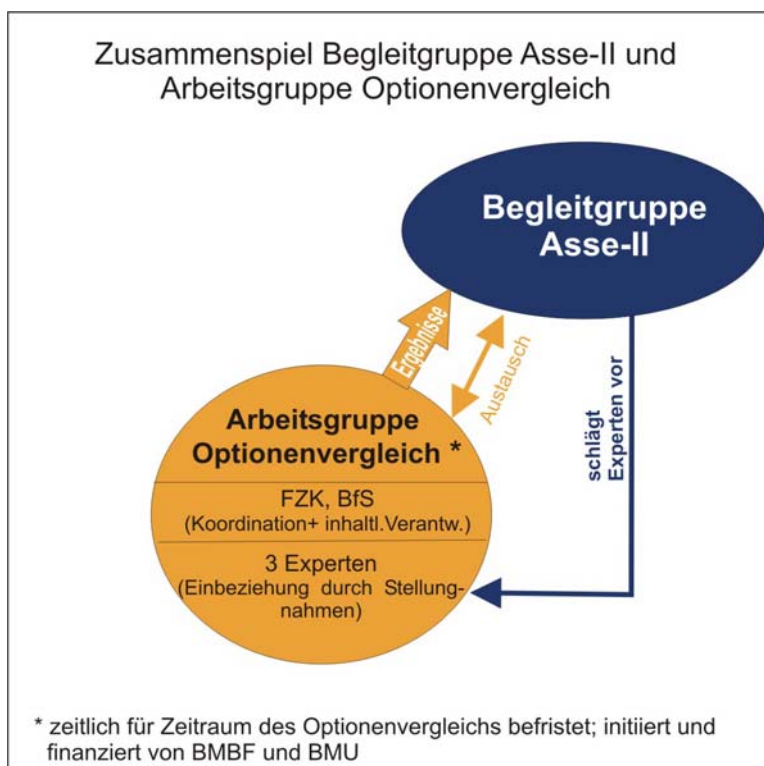 Zusammenspiel Begleitgruppe Asse-II und
Arbeitsgruppe Optionenvergleich
Begleitgruppe
Asse-II
Ergebnisse
Austausch
schlägt
Experten vor
Arbeitsgruppe
Optionenvergleich *
FZK, BfS
(Koordination+ inhaltl.Verantw.)
3 Experten
(Einbeziehung durch Stellung-
nahmen)
* zeitlich für Zeitraum des Optionenvergleichs befristet; initiiert und
finanziert von BMBF und BMU